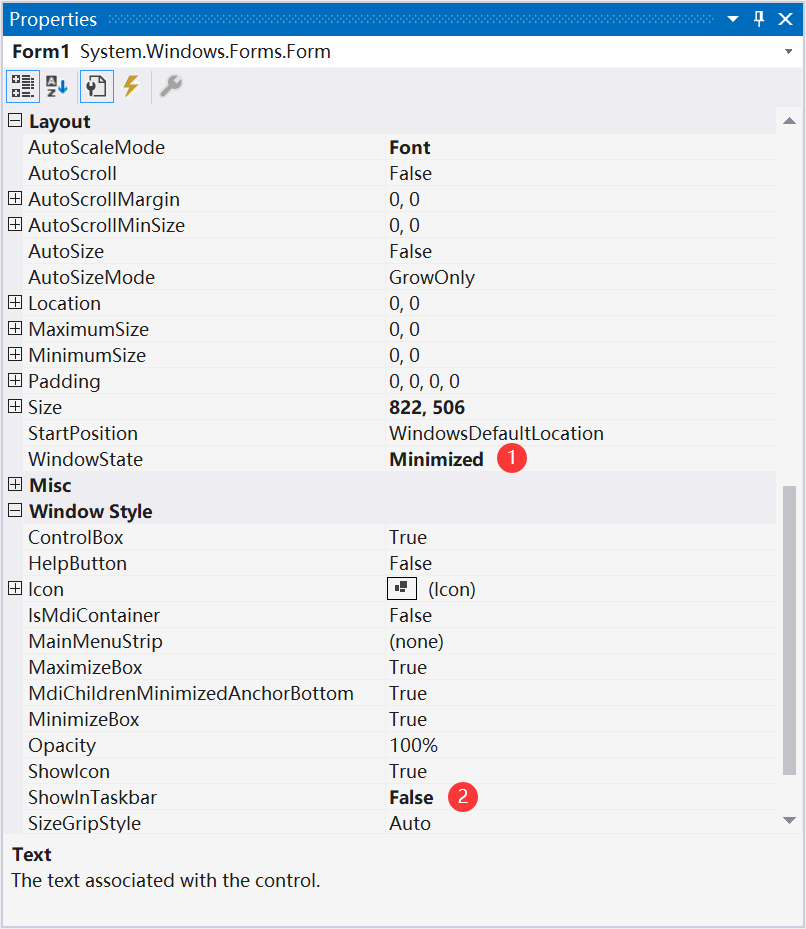 Properties
Form1 System.Windows.Forms.Form
Layout
AutoScaleMode Font
AutoScroll False
AutoScrollMargin 0, 0
AutoScrollMinSize 0, 0
AutoSize False
AutoSizeMode GrowOnly
Location 0, 0
MaximumSize 0, 0
MinimumSize 0, 0
Padding 0, 0, 0, 0
Size 822, 506
StartPosition WindowsDefaultLocation
WindowState Minimized 1
Misc
Window Style
ControlBox True
HelpButton False
Icon (Icon)
IsMdiContainer False
MainMenuStrip (none)
MaximizeBox True
MdiChildrenMinimizedAnchorBottom True
MinimizeBox True
Opacity 100%
ShowIcon True
ShowInTaskbar False 2
SizeGripStyle Auto
Text
The text associated with the control.